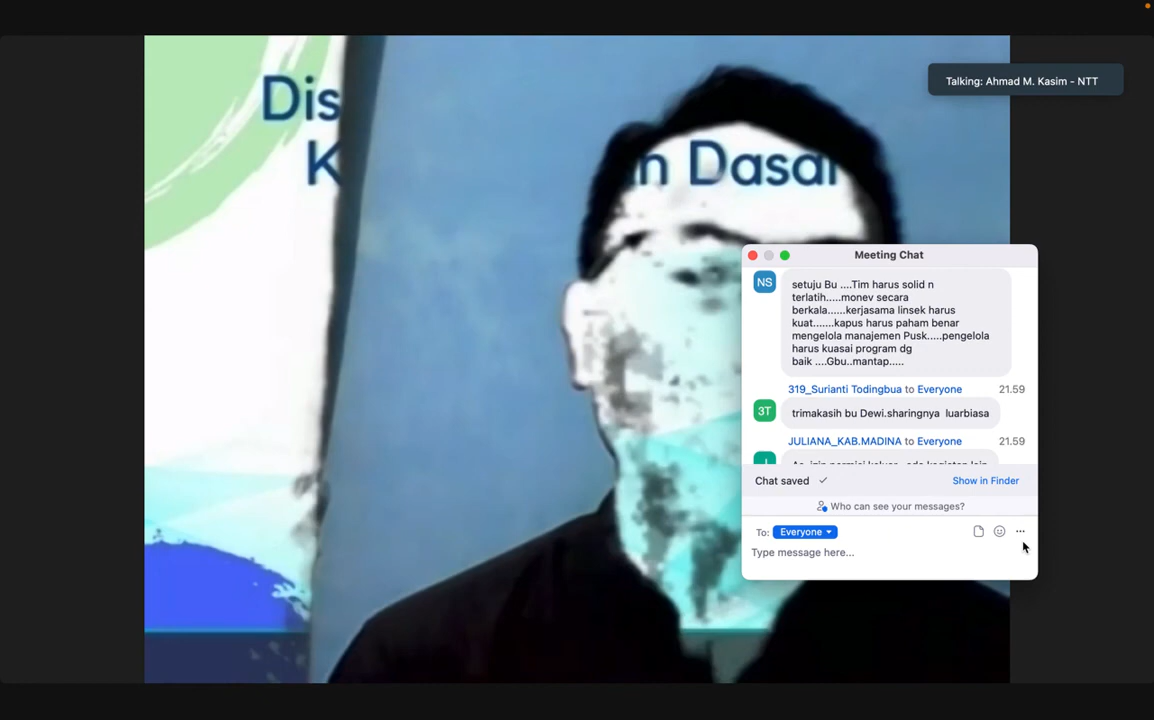 Dis
K
n Dasar
Talking: Ahmad M. Kasim - NTT
Meeting Chat
NS
setuju Bu ....Tim harus solid n
terlatih.....monev secara
berkala......kerjasama linsek harus
kuat.......kapus harus paham benar
mengelola manajemen Pusk.....pengelola
harus kuasai program dg
baik ....Gbu..mantap.....
319_Surianti Todingbua to Everyone 21.59
3T
trimakasih bu Dewi.sharingnya luarbiasa
JULIANA_KAB.MADINA to Everyone 21.59
Chat saved
Show in Finder
Who can see your messages?
To: Everyone
Type message here...